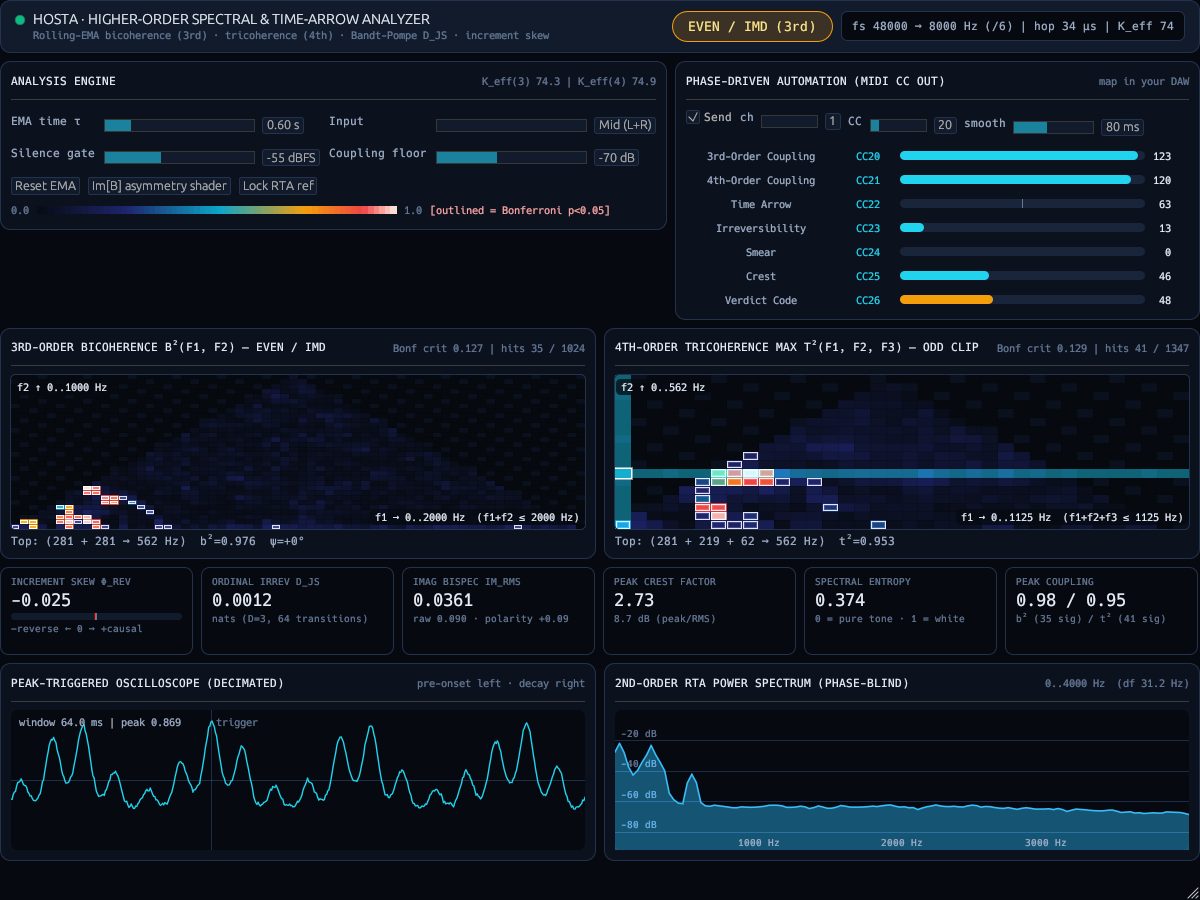 HOSTA · HIGHER-ORDER SPECTRAL & TIME-ARROW ANALYZER
Rolling-EMA bicoherence (3rd) · tricoherence (4th) · Bandt-Pompe D_JS · increment skew
EVEN / IMD (3rd)
fs 48000 → 8000 Hz (/6) | hop 34 µs | K_eff 74
ANALYSIS ENGINE
K_eff(3) 74.3 | K_eff(4) 74.9
EMA time τ
0.60 s
Input
Mid (L+R)
Silence gate
-55 dBFS
Coupling floor
-70 dB
Reset EMA
Im[B] asymmetry shader
Lock RTA ref
0.0
1.0
[outlined = Bonferroni p<0.05]
PHASE-DRIVEN AUTOMATION (MIDI CC OUT)
map in your DAW
Send ch
1
CC
20
smooth
80 ms
3rd-Order Coupling CC20 123
4th-Order Coupling CC21 120
Time Arrow CC22 63
Irreversibility CC23 13
Smear CC24 0
Crest CC25 46
Verdict Code CC26 48
3RD-ORDER BICOHERENCE B²(F1, F2) — EVEN / IMD
Bonf crit 0.127 | hits 35 / 1024
f2 ↑ 0..1000 Hz
f1 → 0..2000 Hz (f1+f2 ≤ 2000 Hz)
Top: (281 + 281 → 562 Hz) b²=0.976 ψ=+0°
4TH-ORDER TRICOHERENCE MAX T²(F1, F2, F3) — ODD CLIP
Bonf crit 0.129 | hits 41 / 1347
f2 ↑ 0..562 Hz
f1 → 0..1125 Hz (f1+f2+f3 ≤ 1125 Hz)
Top: (281 + 219 + 62 → 562 Hz) t²=0.953
INCREMENT SKEW Φ_REV
-0.025
−reverse ← 0 → +causal
ORDINAL IRREV D_JS
0.0012
nats (D=3, 64 transitions)
IMAG BISPEC IM_RMS
0.0361
raw 0.090 · polarity +0.09
PEAK CREST FACTOR
2.73
8.7 dB (peak/RMS)
SPECTRAL ENTROPY
0.374
0 = pure tone · 1 = white
PEAK COUPLING
0.98 / 0.95
b² (35 sig) / t² (41 sig)
PEAK-TRIGGERED OSCILLOSCOPE (DECIMATED)
pre-onset left · decay right
window 64.0 ms | peak 0.869
trigger
2ND-ORDER RTA POWER SPECTRUM (PHASE-BLIND)
0..4000 Hz (df 31.2 Hz)
-20 dB
-40 dB
-60 dB
-80 dB
1000 Hz
2000 Hz
3000 Hz